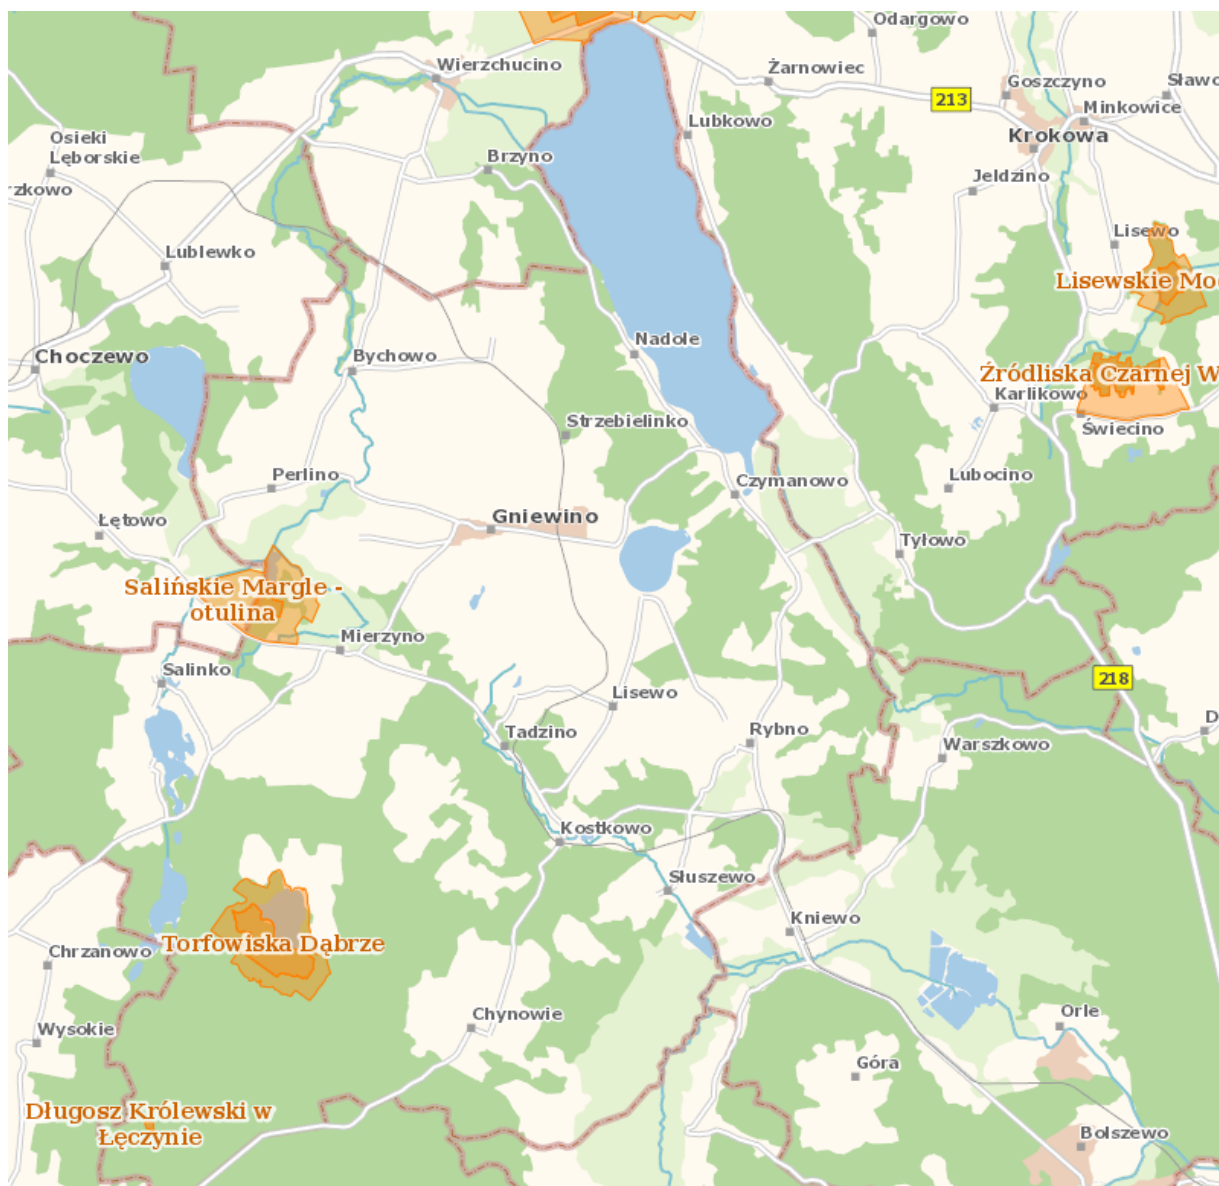 Odargowo
Wierzchucino
Żarnowiec
Goszczyno
Sławo
213
Minkowice
Lubkowo
Krokowa
Osieki
Lęborskie
Brzyno
Jeldzino
rzkowo
Lisewo
Lublewko
Lisewskie Mo
Nadole
Choczewo
Bychowo
Źródliska Czarnej W
Karlikowo
Strzebielinko
Świecino
Perlino
Czymanowo
Lubocino
Łętowo
Gniewino
Tyłowo
Salińskie Margle -
otulina
Mierzyno
Salinko
218
Lisewo
D
Tadzino
Rybno
Warszkowo
Kostkowo
Słuszewo
Kniewo
Torfowiska Dąbrze
Chrzanowo
Chynowie
Orle
Wysokie
Góra
Długosz Królewski w
Łęczynie
Bolszewo